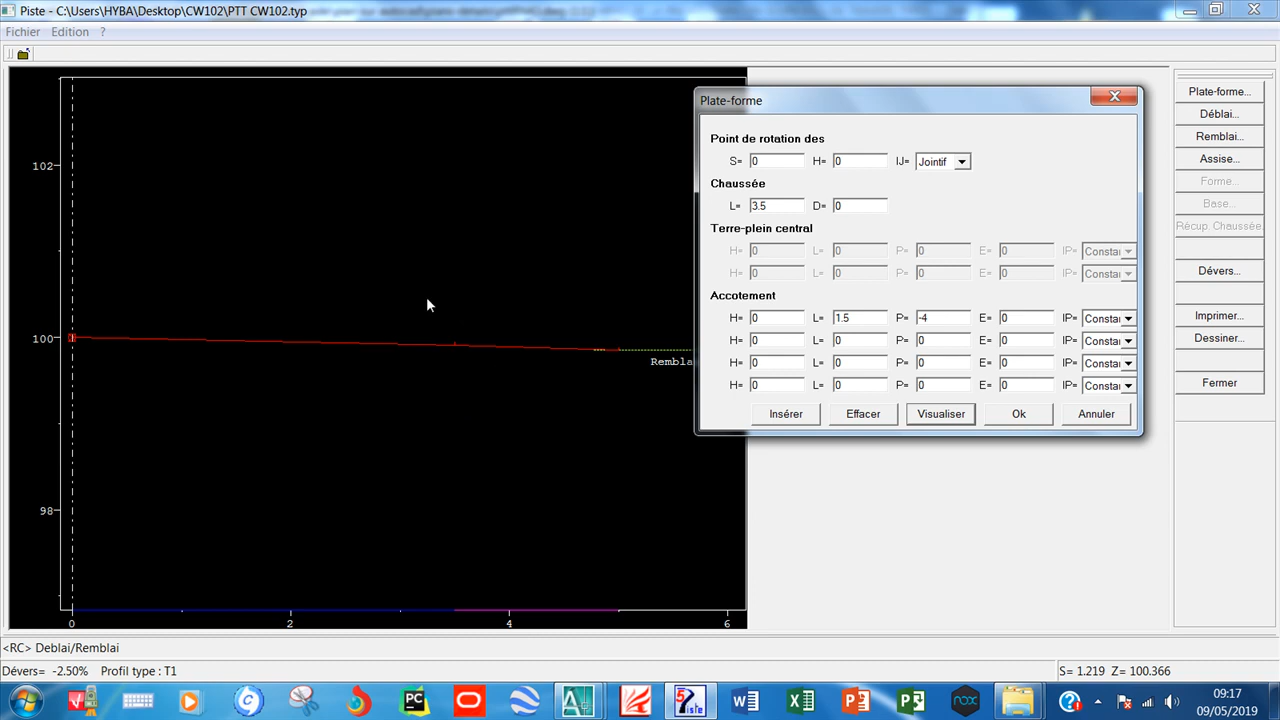 Piste - C:\Users\HYBA\Desktop\CW102\PTT CW102.typ
Fichier Edition ?
102
100
98
0 2 4 6
Rembla
Plate-forme
Point de rotation des
S= 0 H= 0 IJ= Jointif
Chaussée
L= 3.5 D= 0
Terre-plein central
H= 0 L= 0 P= 0 E= 0 IP= Consta
H= 0 L= 0 P= 0 E= 0 IP= Consta
Accotement
H= 0 L= 1.5 P= -4 E= 0 IP= Consta
H= 0 L= 0 P= 0 E= 0 IP= Consta
H= 0 L= 0 P= 0 E= 0 IP= Consta
H= 0 L= 0 P= 0 E= 0 IP= Consta
Insérer Effacer Visualiser Ok Annuler
Plate-forme...
Déblai...
Remblai...
Assise...
Forme...
Base...
Récup. Chaussée.
Dévers...
Imprimer...
Dessiner...
Fermer
<RC> Deblai/Remblai
Dévers= -2.50% Profil type : T1
S= 1.219 Z= 100.366
09:17
09/05/2019